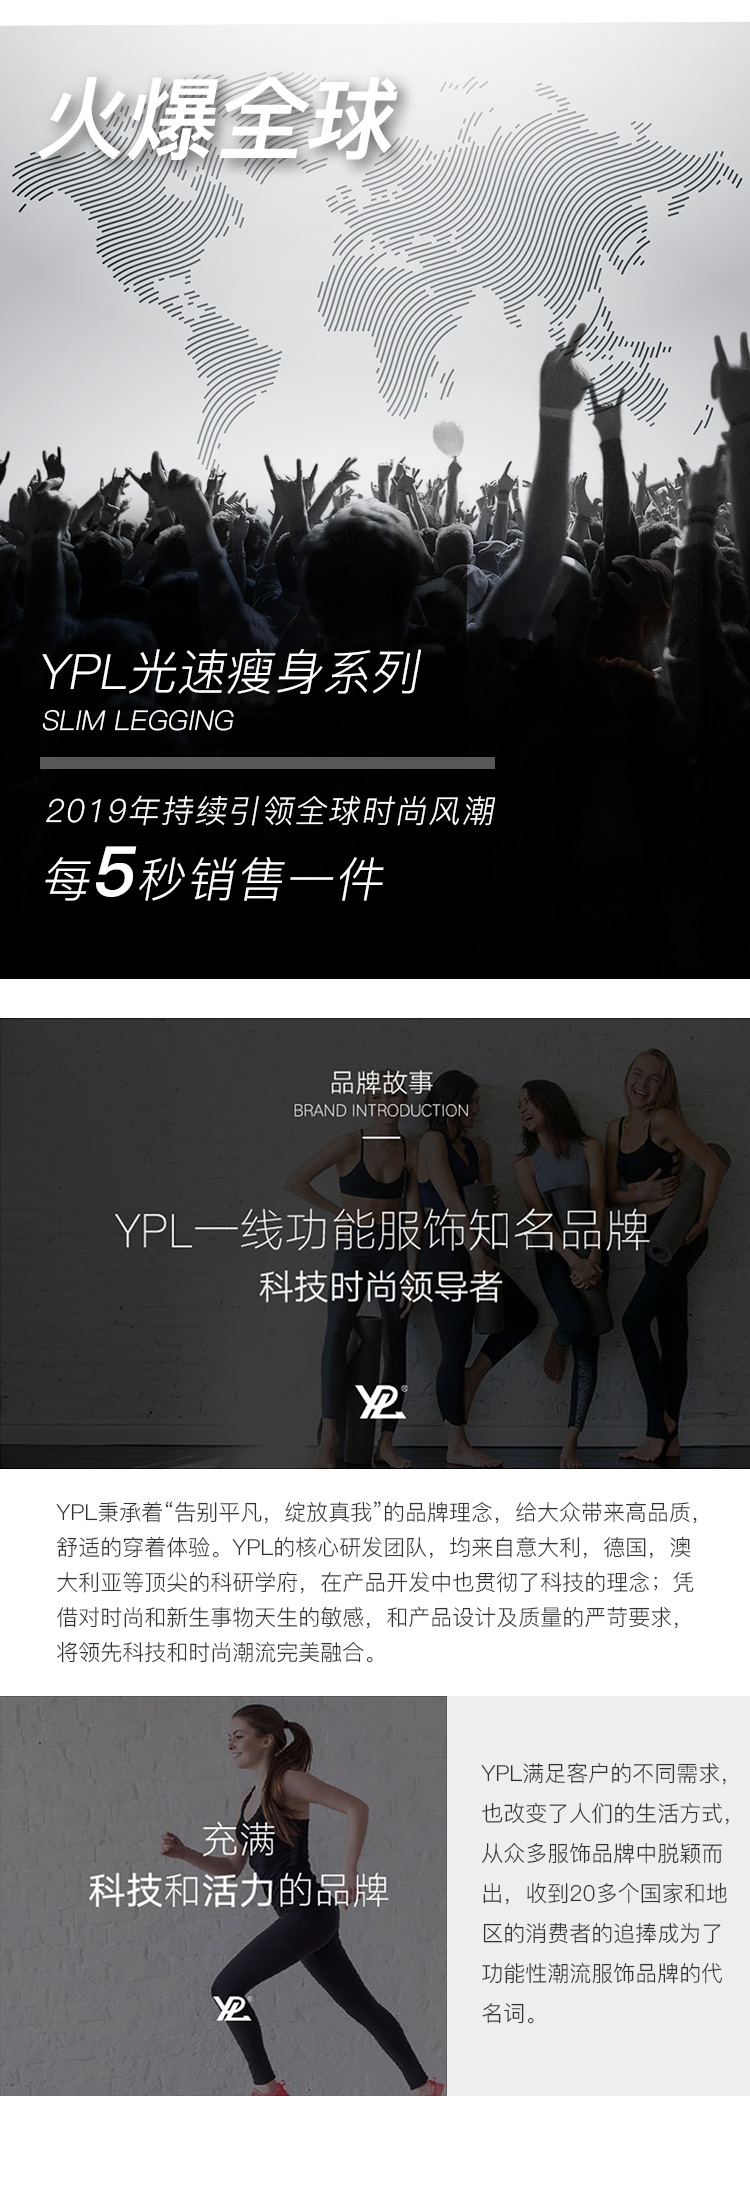 火爆全球
YPL光速瘦身系列
SLIM LEGGING
2019年持续引领全球时尚风潮
每5秒销售一件
品牌故事
BRAND INTRODUCTION
YPL一线功能服饰知名品牌
科技时尚领导者
YPL®
YPL秉承着“告别平凡，绽放真我”的品牌理念，给大众带来高品质，
舒适的穿着体验。YPL的核心研发团队，均来自意大利，德国，澳
大利亚等顶尖的科研学府，在产品开发中也贯彻了科技的理念；凭
借对时尚和新生事物天生的敏感，和产品设计及质量的严苛要求，
将领先科技和时尚潮流完美融合。
充满
科技和活力的品牌
YPL®
YPL满足客户的不同需求，
也改变了人们的生活方式，
从众多服饰品牌中脱颖而
出，收到20多个国家和地
区的消费者的追捧成为了
功能性潮流服饰品牌的代
名词。